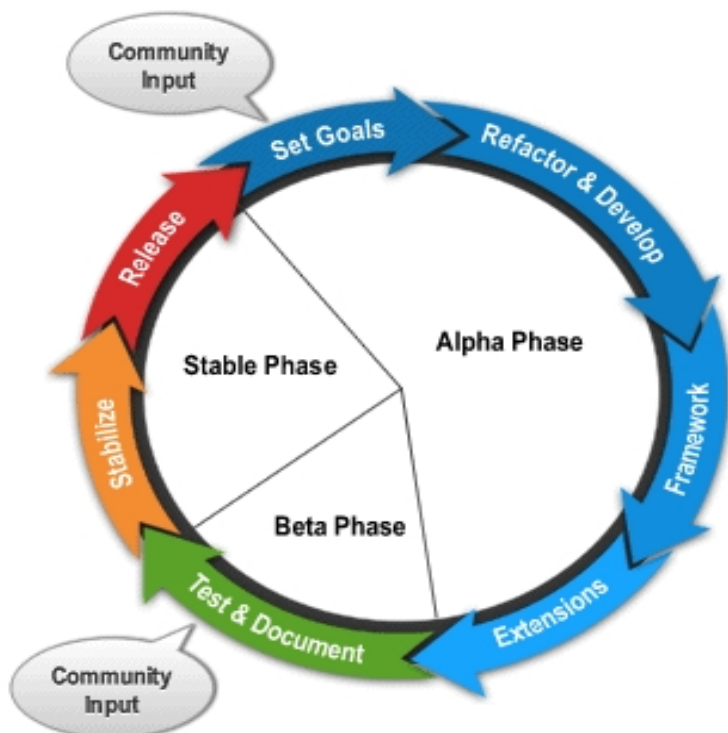 Community
Input
Set Goals
Refactor & Develop
Framework
Extensions
Test & Document
Stabilize
Release
Stable Phase
Alpha Phase
Beta Phase
Community
Input